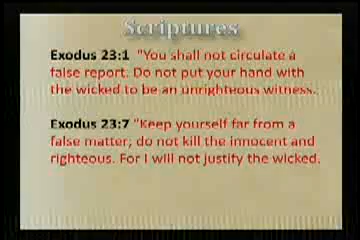 Scriptures
Exodus 23:1 "You shall not circulate a
false report. Do not put your hand with
the wicked to be an unrighteous witness.
Exodus 23:7 "Keep yourself far from a
false matter; do not kill the innocent and
righteous. For I will not justify the wicked.